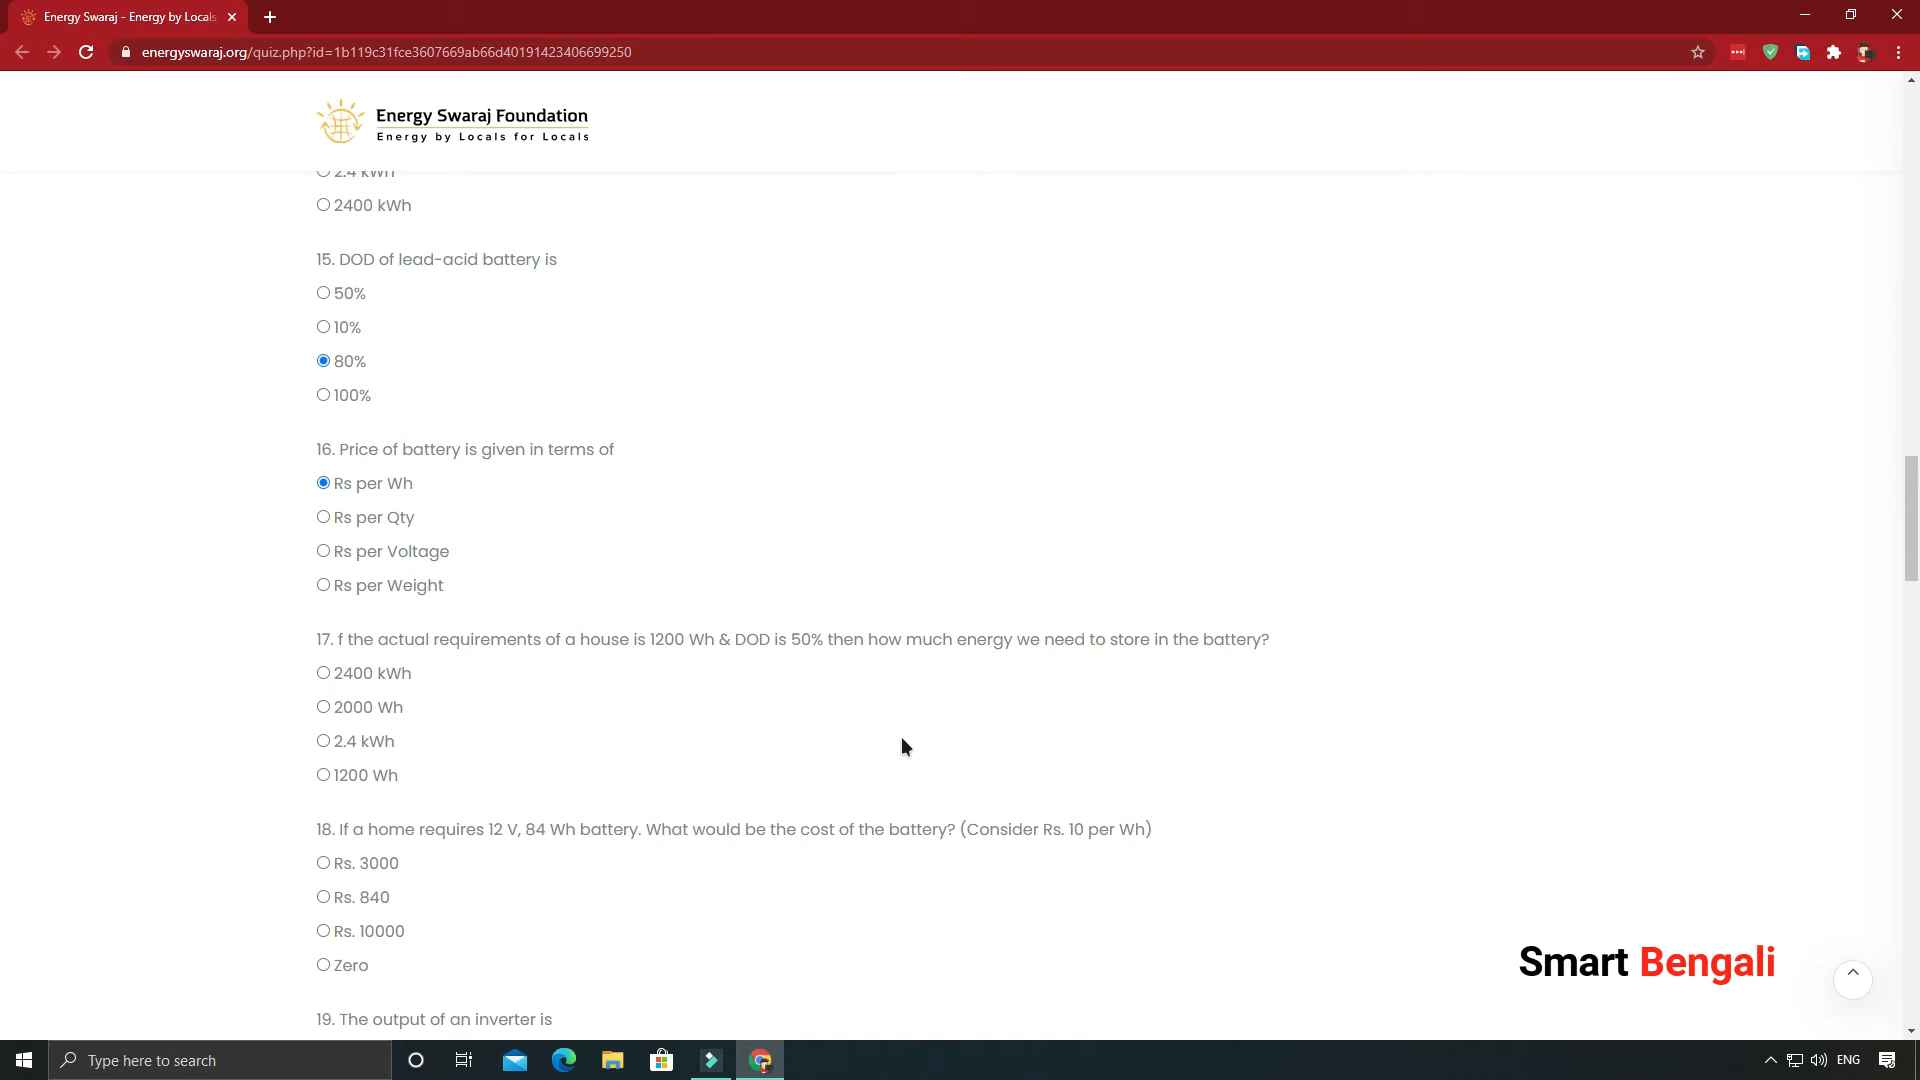 Energy Swaraj - Energy by Locals
energyswaraj.org/quiz.php?id=1b119c31fce3607669ab66d40191423406699250
Energy Swaraj Foundation
Energy by Locals for Locals
2.4 kWh
2400 kWh
15. DOD of lead-acid battery is
50%
10%
80%
100%
16. Price of battery is given in terms of
Rs per Wh
Rs per Qty
Rs per Voltage
Rs per Weight
17. f the actual requirements of a house is 1200 Wh & DOD is 50% then how much energy we need to store in the battery?
2400 kWh
2000 Wh
2.4 kWh
1200 Wh
18. If a home requires 12 V, 84 Wh battery. What would be the cost of the battery? (Consider Rs. 10 per Wh)
Rs. 3000
Rs. 840
Rs. 10000
Zero
Smart Bengali
19. The output of an inverter is
Type here to search
ENG